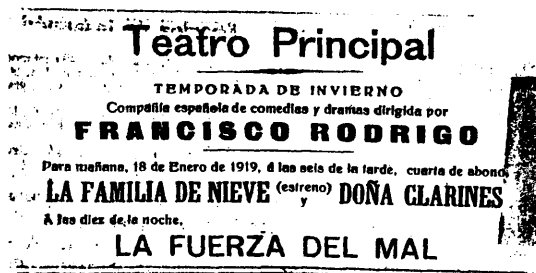 Teatro Principal
TEMPORADA DE INVIERNO
Compañía española de comedias y dramas dirigida por
FRANCISCO RODRIGO
Para mañana, 18 de Enero de 1919, á las seis de la tarde, cuarta de abono,
LA FAMILIA DE NIEVE (estreno) y DOÑA CLARINES
Á las diez de la noche,
LA FUERZA DEL MAL